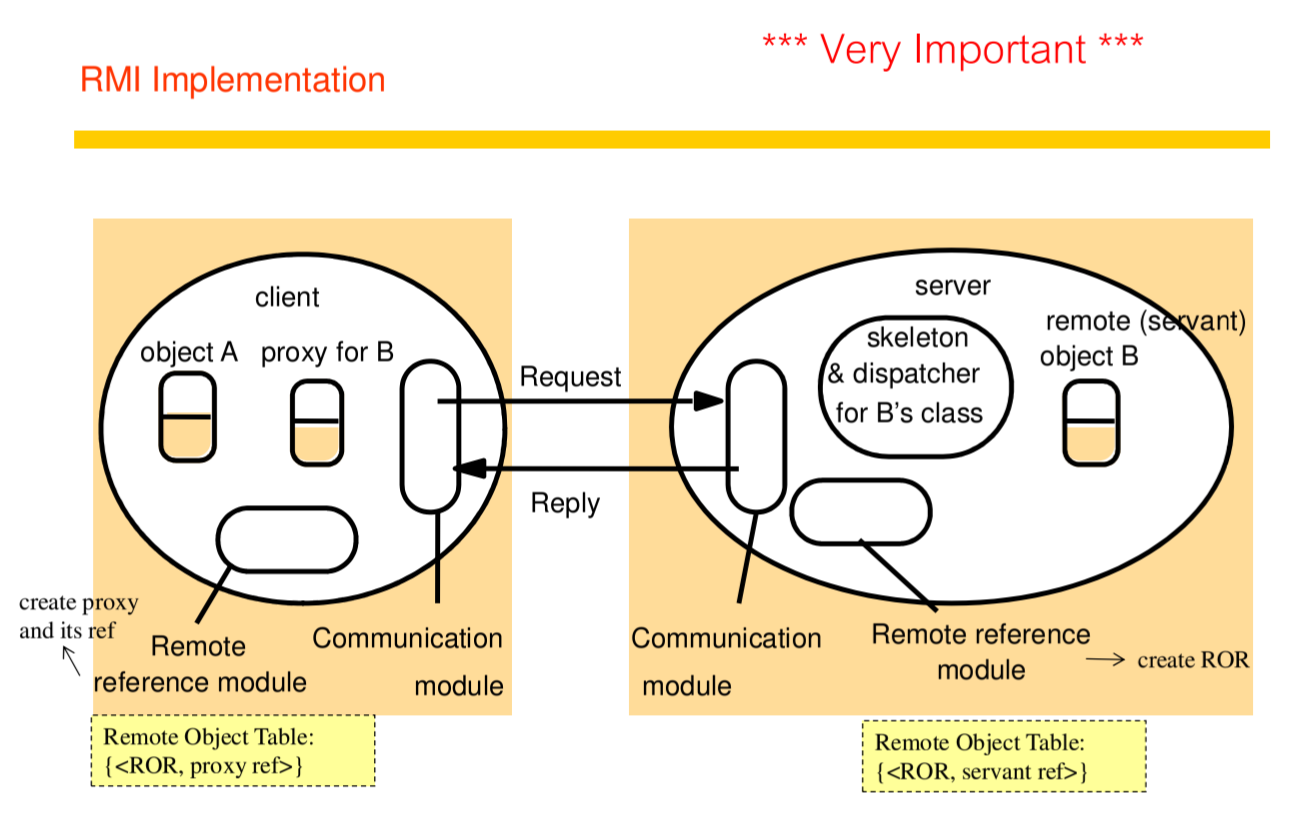 *** Very Important ***
RMI Implementation
client
object A
proxy for B
Request
Reply
server
skeleton
& dispatcher
for B's class
remote (servant)
object B
create proxy
and its ref
Remote
reference module
Communication
module
Communication
module
Remote reference
module
create ROR
Remote Object Table:
{<ROR, proxy ref>}
Remote Object Table:
{<ROR, servant ref>}